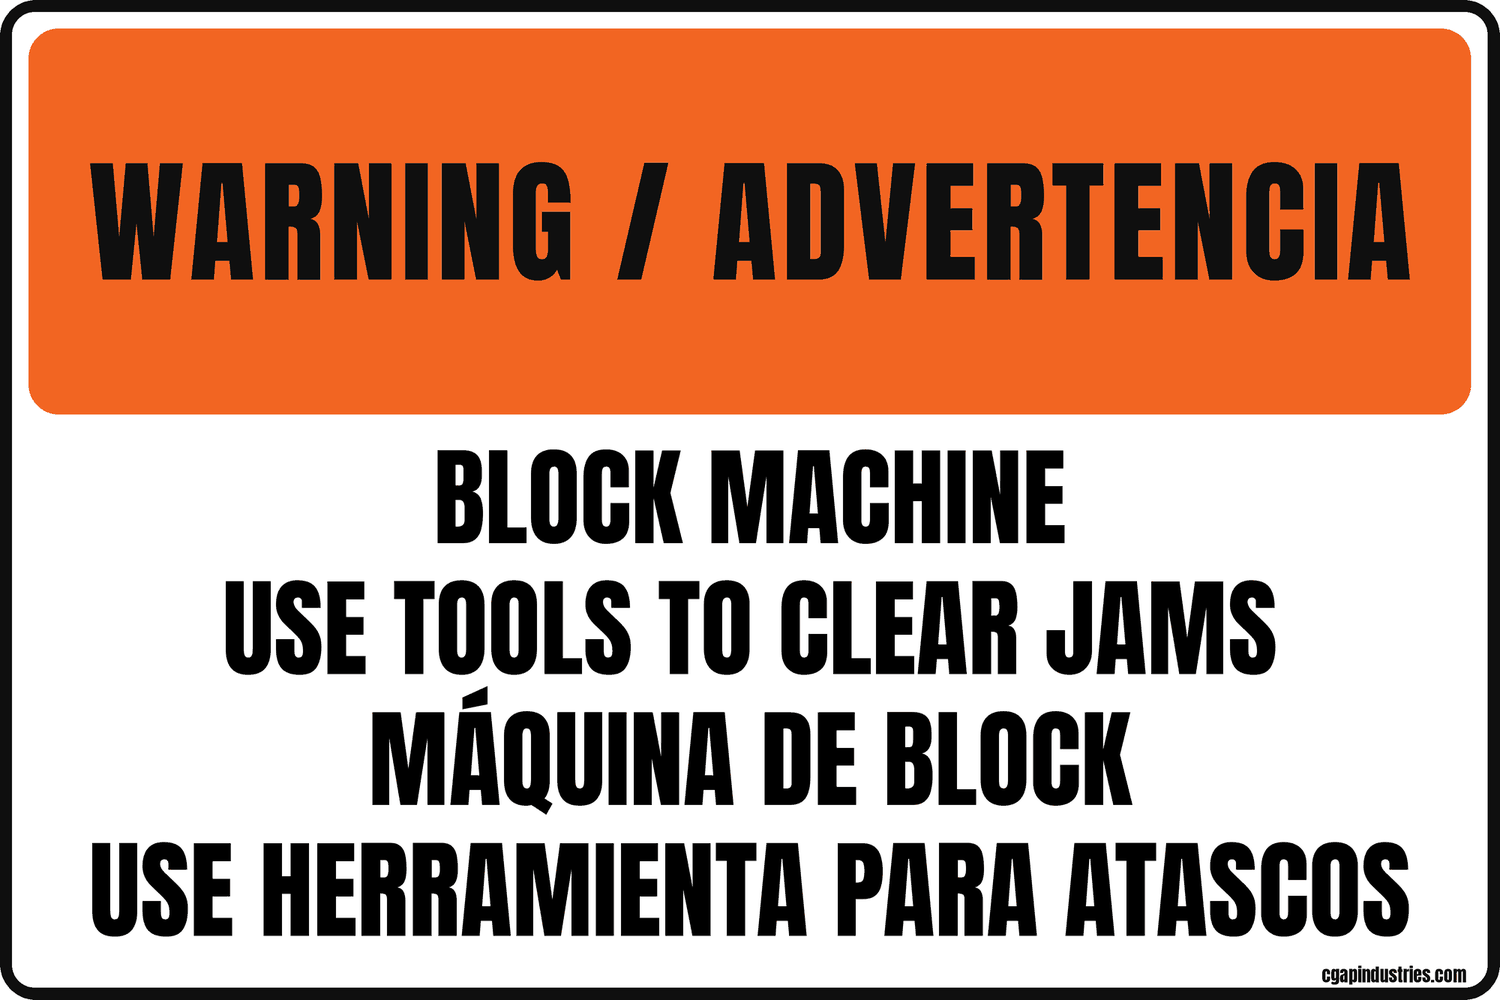 WARNING / ADVERTENCIA
BLOCK MACHINE
USE TOOLS TO CLEAR JAMS
MÁQUINA DE BLOCK
USE HERRAMIENTA PARA ATASCOS
cgapindustries.com